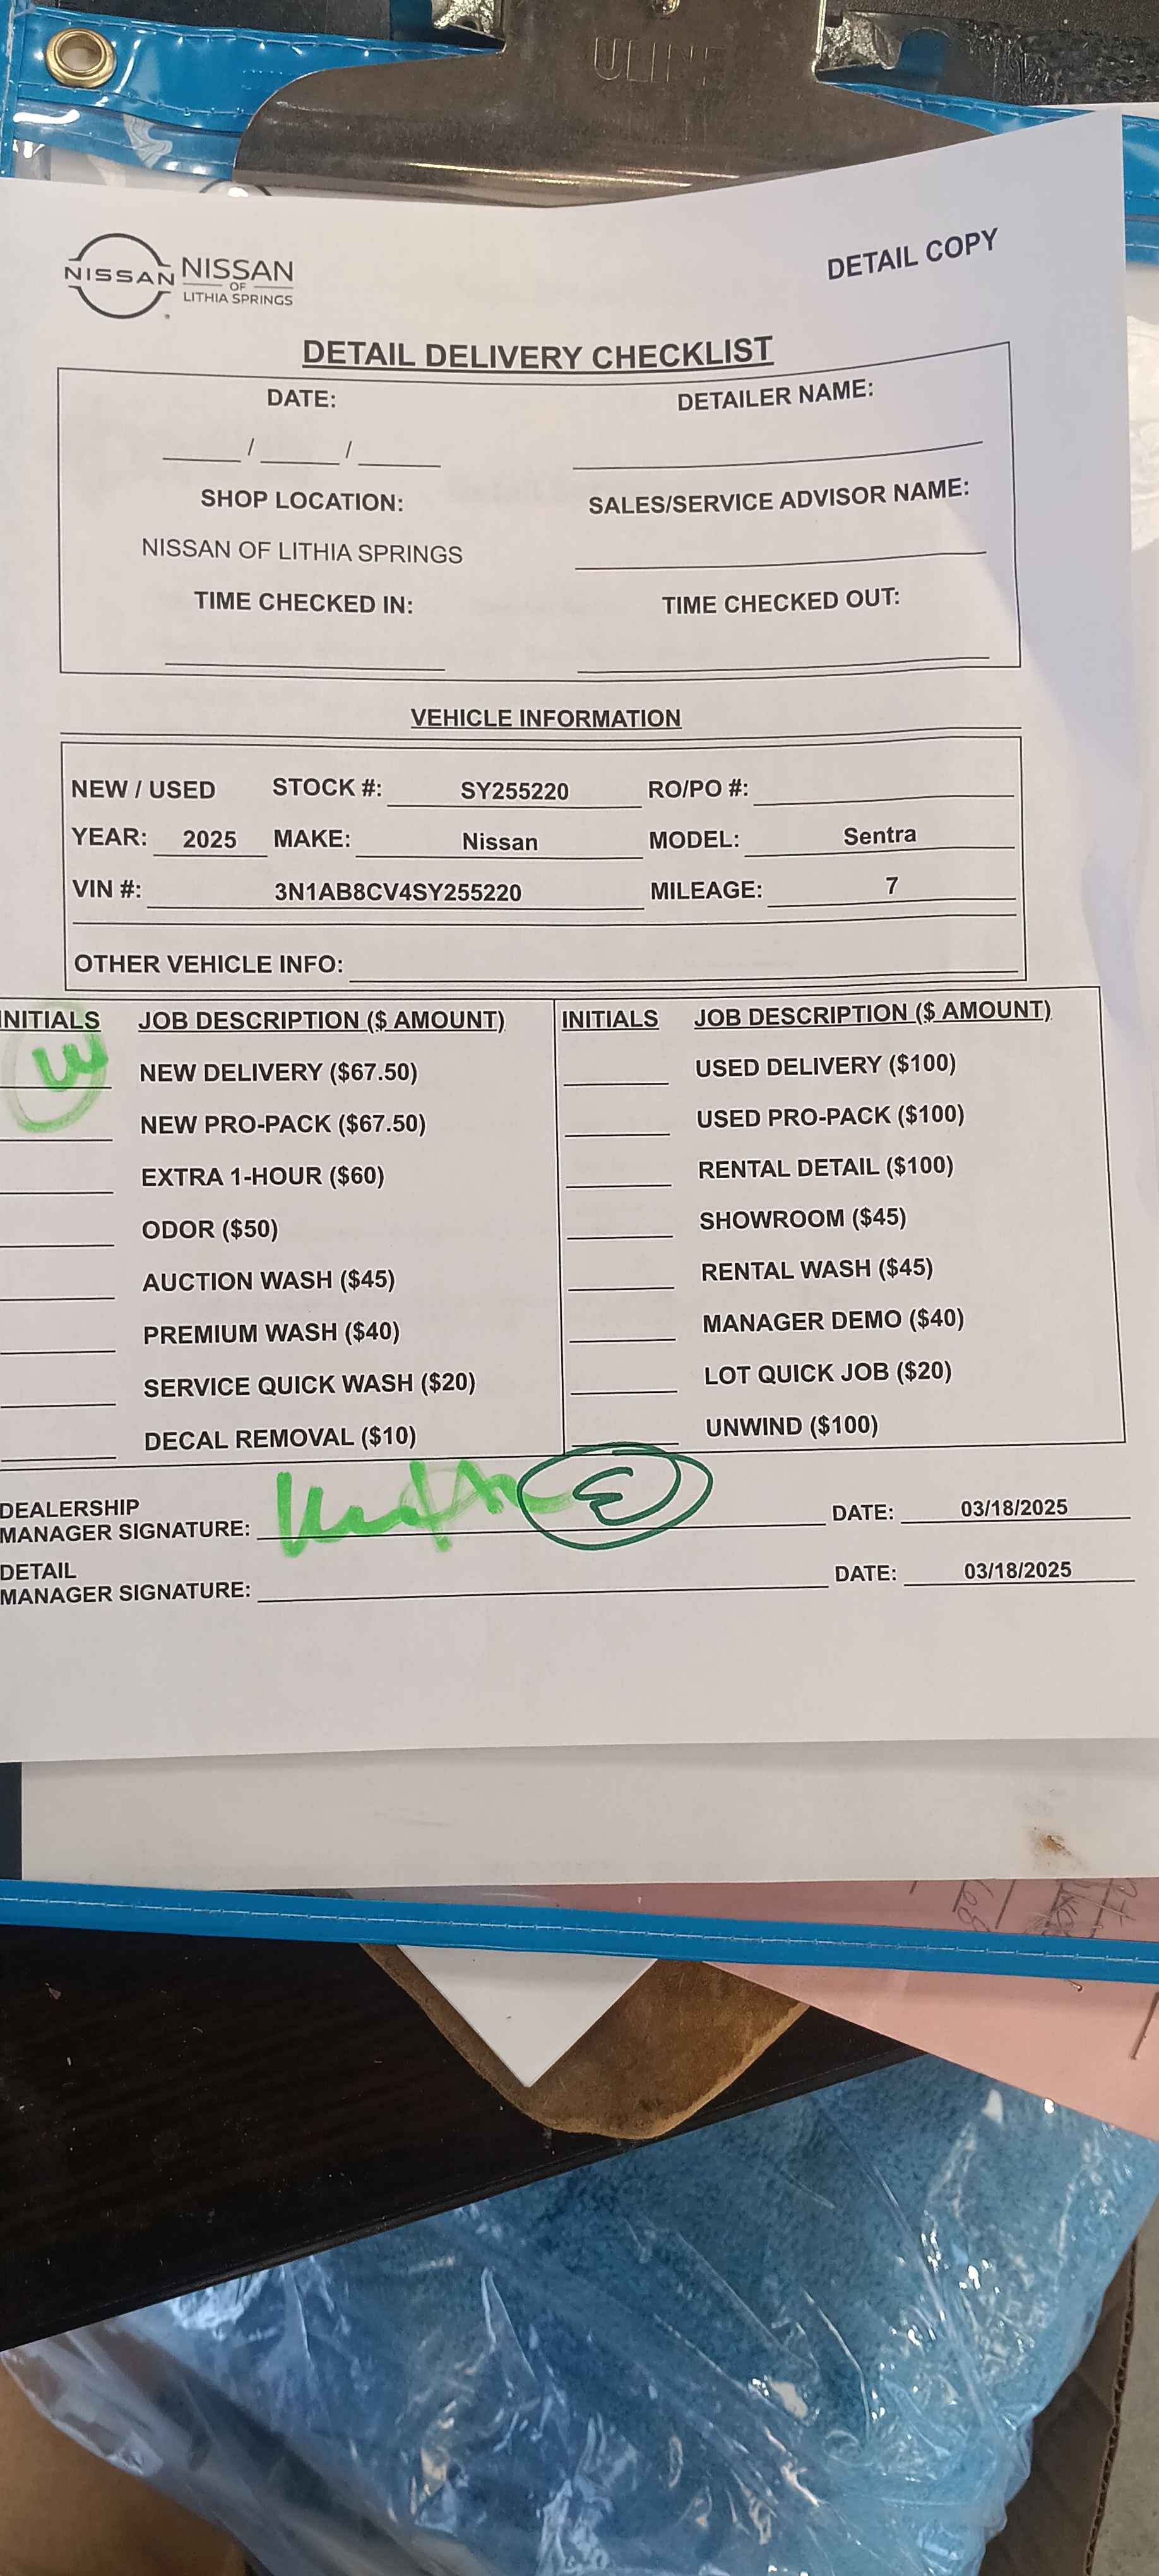 ULINE
NISSAN NISSAN
OF
LITHIA SPRINGS
DETAIL COPY
DETAIL DELIVERY CHECKLIST
DATE: DETAILER NAME:
____ / ____ / ____
SHOP LOCATION: SALES/SERVICE ADVISOR NAME:
NISSAN OF LITHIA SPRINGS
TIME CHECKED IN: TIME CHECKED OUT:
VEHICLE INFORMATION
NEW / USED STOCK #: SY255220 RO/PO #:
YEAR: 2025 MAKE: Nissan MODEL: Sentra
VIN #: 3N1AB8CV4SY255220 MILEAGE: 7
OTHER VEHICLE INFO:
INITIALS JOB DESCRIPTION ($ AMOUNT) INITIALS JOB DESCRIPTION ($ AMOUNT)
NEW DELIVERY ($67.50) USED DELIVERY ($100)
NEW PRO-PACK ($67.50) USED PRO-PACK ($100)
EXTRA 1-HOUR ($60) RENTAL DETAIL ($100)
ODOR ($50) SHOWROOM ($45)
AUCTION WASH ($45) RENTAL WASH ($45)
PREMIUM WASH ($40) MANAGER DEMO ($40)
SERVICE QUICK WASH ($20) LOT QUICK JOB ($20)
DECAL REMOVAL ($10) UNWIND ($100)
DEALERSHIP
MANAGER SIGNATURE: DATE: 03/18/2025
DETAIL
MANAGER SIGNATURE: DATE: 03/18/2025